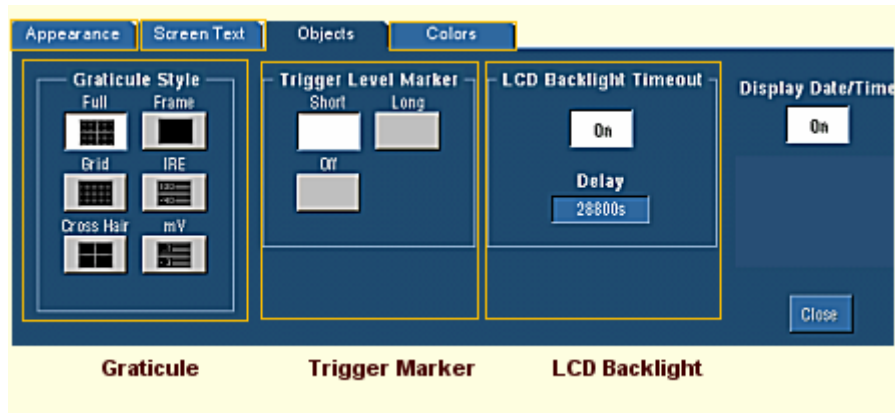 Appearance Screen Text Objects Colors
Graticule Style
Full Frame
Grid IRE
Cross Hair mV
Trigger Level Marker
Short Long
Off
LCD Backlight Timeout
On
Delay
28800s
Display Date/Time
On
Close
Graticule Trigger Marker LCD Backlight